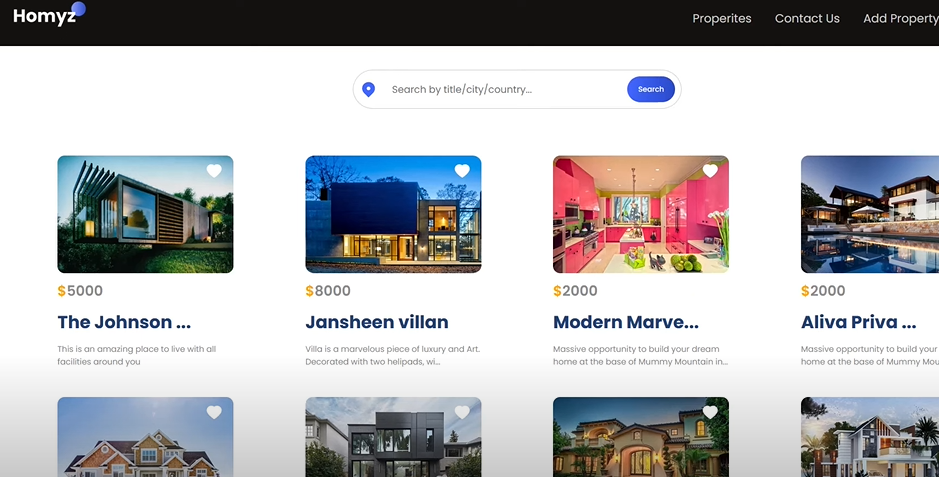 Homyz
Properites
Contact Us
Add Property
Search by title/city/country...
Search
$5000
The Johnson ...
This is an amazing place to live with all
facilities around you
$8000
Jansheen villan
Villa is a marvelous piece of luxury and Art.
Decorated with two helipads, wi...
$2000
Modern Marve...
Massive opportunity to build your dream
home at the base of Mummy Mountain in...
$2000
Aliva Priva ...
Massive opportunity to build your
home at the base of Mummy Mou